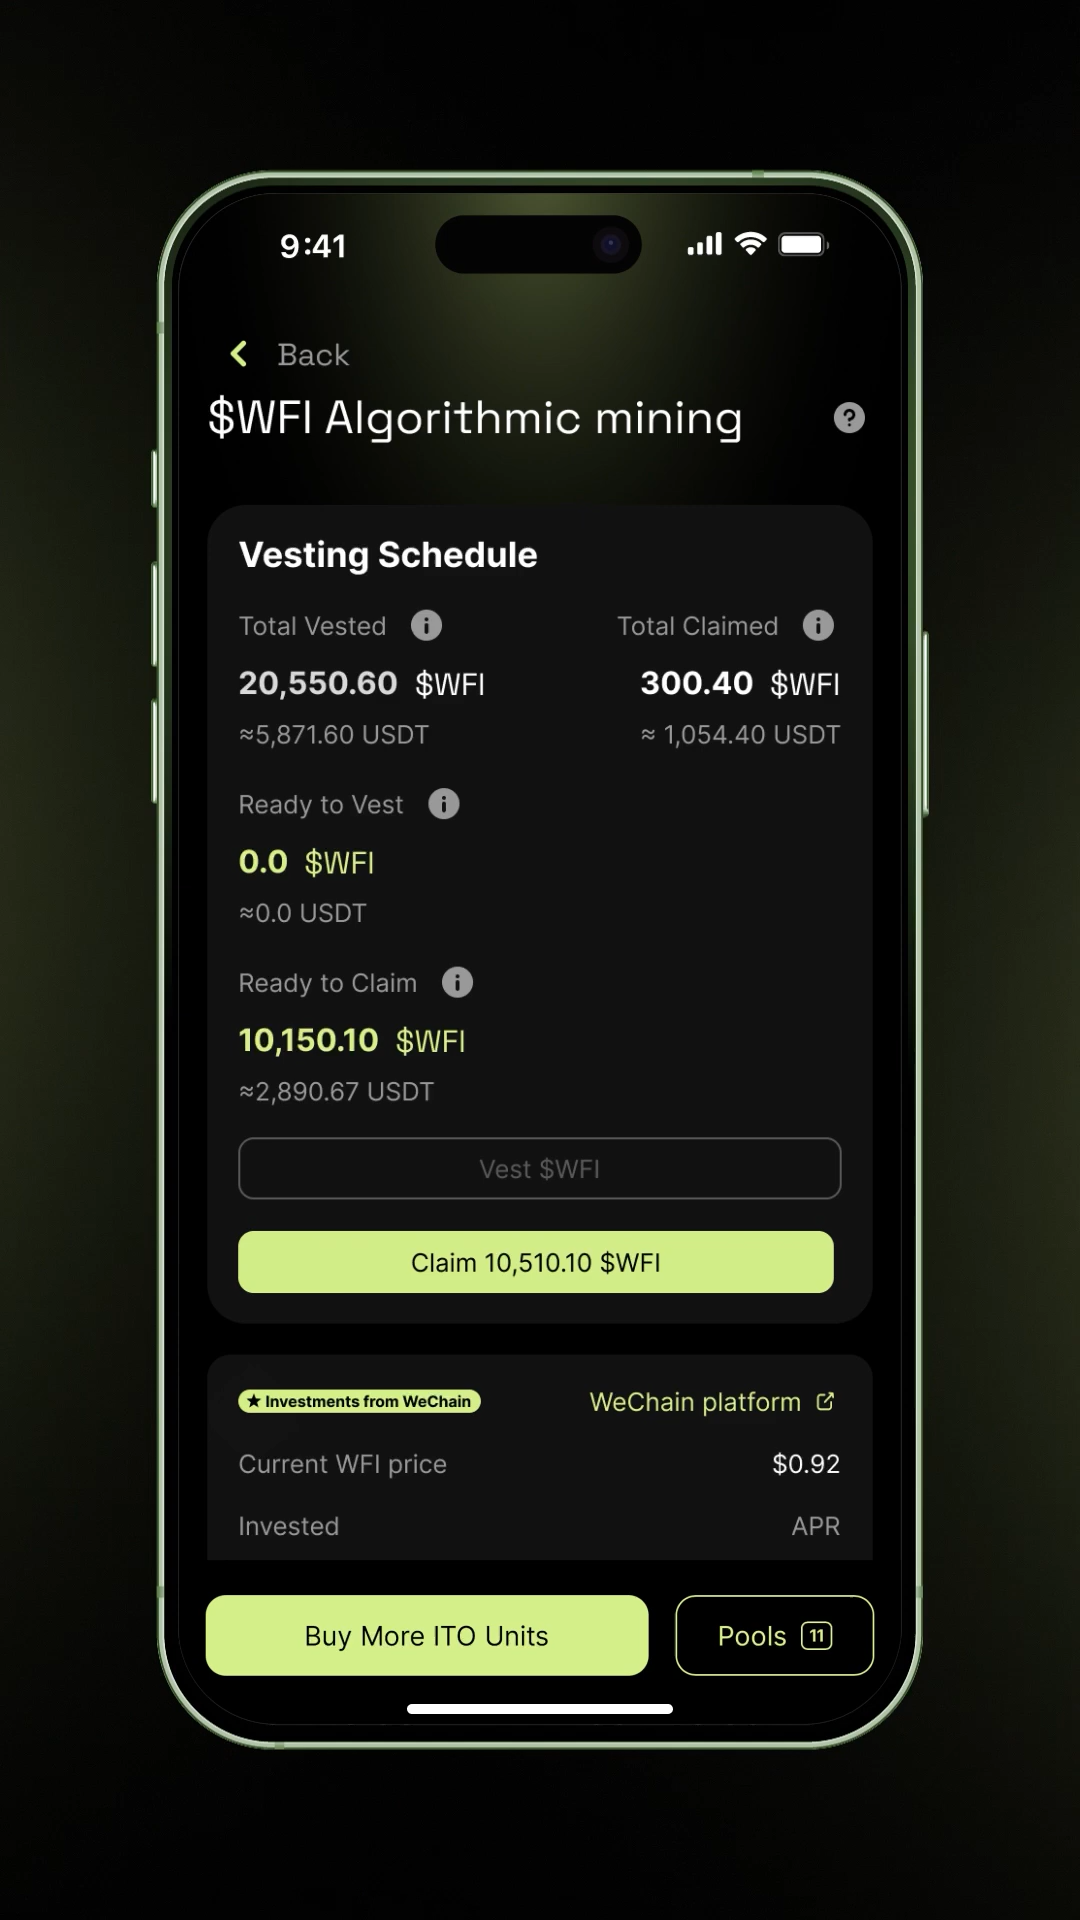 9:41
Back
$WFI Algorithmic mining
Vesting Schedule
Total Vested Total Claimed
20,550.60 $WFI 300.40 $WFI
≈5,871.60 USDT ≈ 1,054.40 USDT
Ready to Vest
0.0 $WFI
≈0.0 USDT
Ready to Claim
10,150.10 $WFI
≈2,890.67 USDT
Vest $WFI
Claim 10,510.10 $WFI
★ Investments from WeChain WeChain platform
Current WFI price $0.92
Invested APR
Buy More ITO Units Pools 11